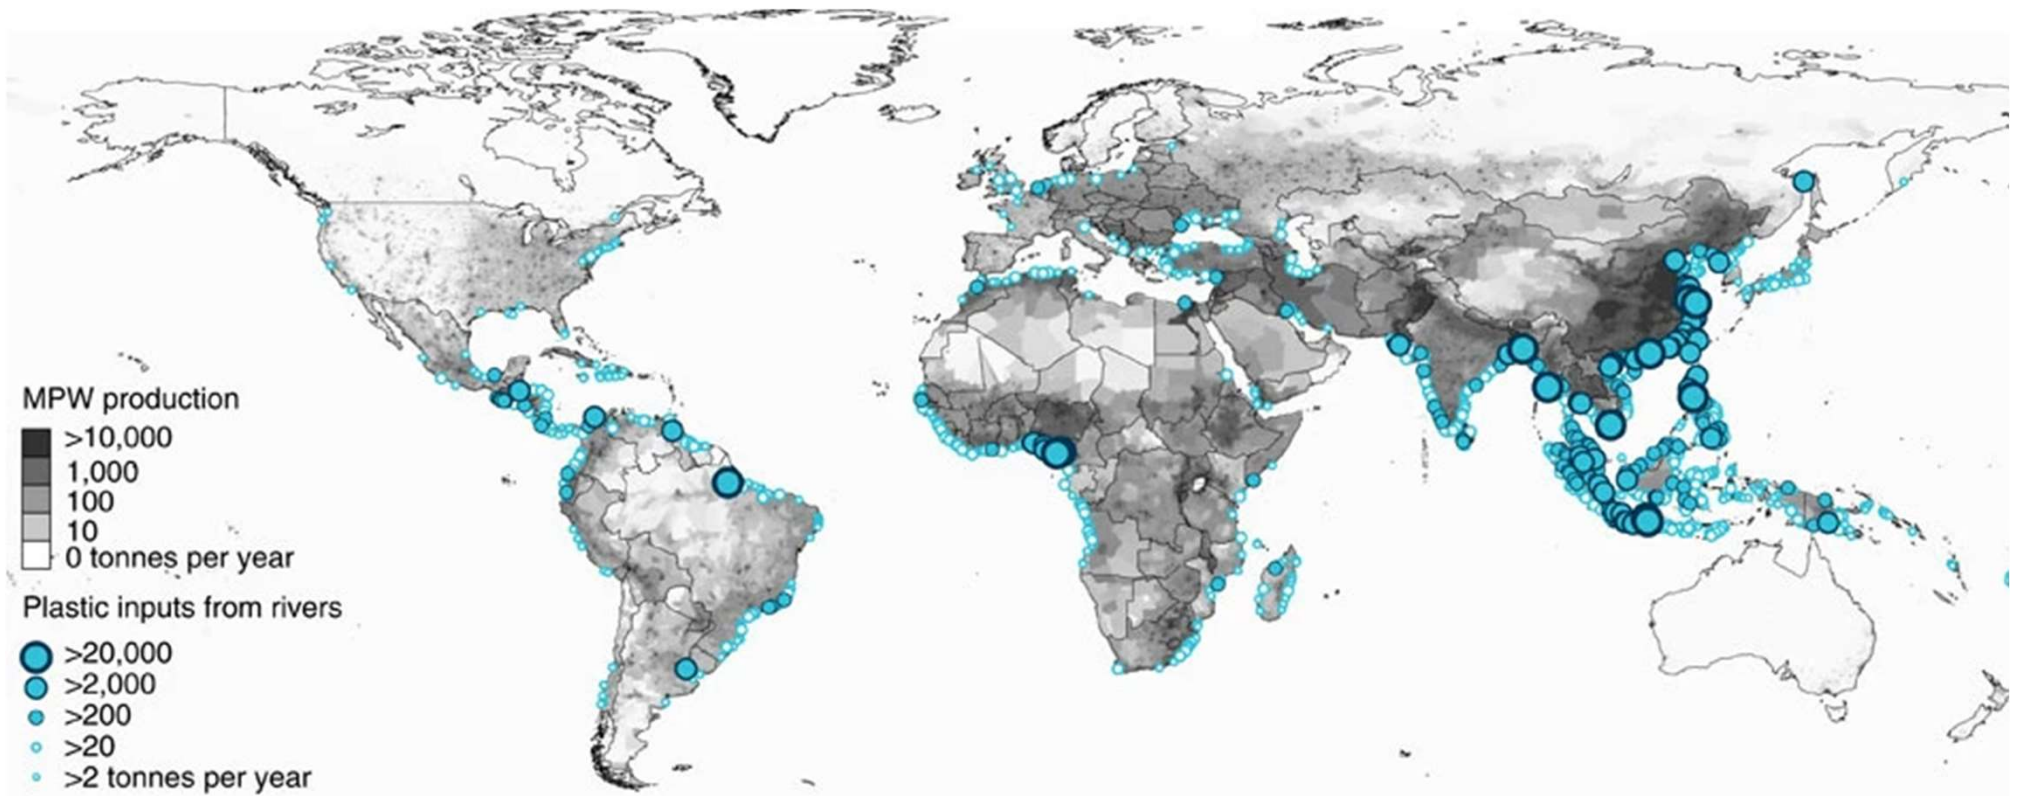 MPW production
>10,000
1,000
100
10
0 tonnes per year
Plastic inputs from rivers
>20,000
>2,000
>200
>20
>2 tonnes per year